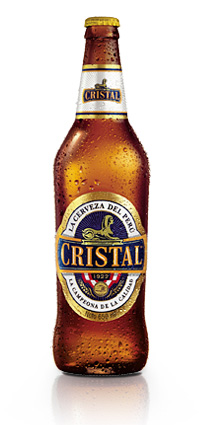 CRISTAL
LA CERVEZA DEL PERÚ
CRISTAL
1922
LA CAMPEONA DE LA CALIDAD